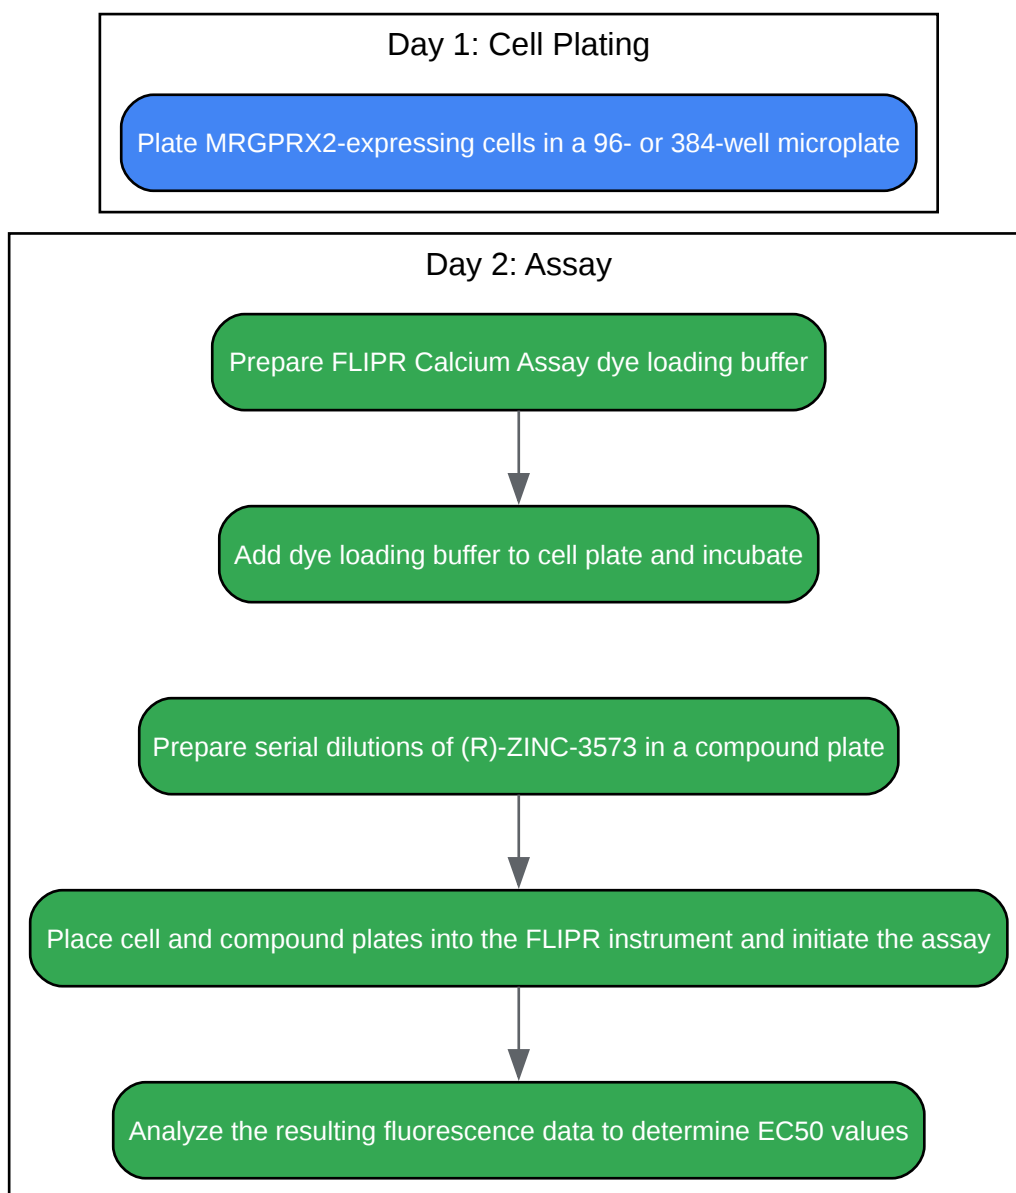 Day 1: Cell Plating
Plate MRGPRX2-expressing cells in a 96- or 384-well microplate
Day 2: Assay
Prepare FLIPR Calcium Assay dye loading buffer
Add dye loading buffer to cell plate and incubate
Prepare serial dilutions of (R)-ZINC-3573 in a compound plate
Place cell and compound plates into the FLIPR instrument and initiate the assay
Analyze the resulting fluorescence data to determine EC50 values